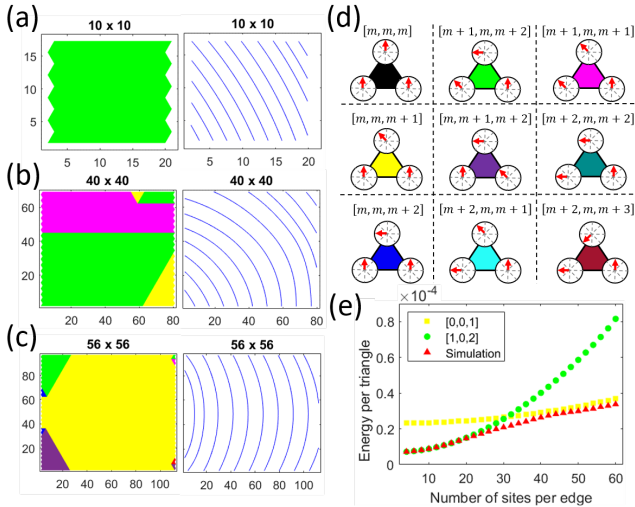 (a)
10 x 10
10 x 10
15
10
5
5
10
15
20
5
10
15
20
(b)
40 x 40
40 x 40
60
40
20
20
40
60
80
0
20
40
60
80
(c)
56 x 56
56 x 56
80
60
40
20
20
40
60
80
100
20
40
60
80
100
(d)
[m, m, m]
[m + 1, m, m + 2]
[m + 1, m, m + 1]
[m, m, m + 1]
[m, m + 1, m + 2]
[m + 2, m, m + 2]
[m, m, m + 2]
[m + 2, m, m + 1]
[m + 2, m, m + 3]
(e)
×10⁻⁴
0.8
0.6
0.4
0.2
0
0
10
20
30
40
50
60
Energy per triangle
Number of sites per edge
[0,0,1]
[1,0,2]
Simulation